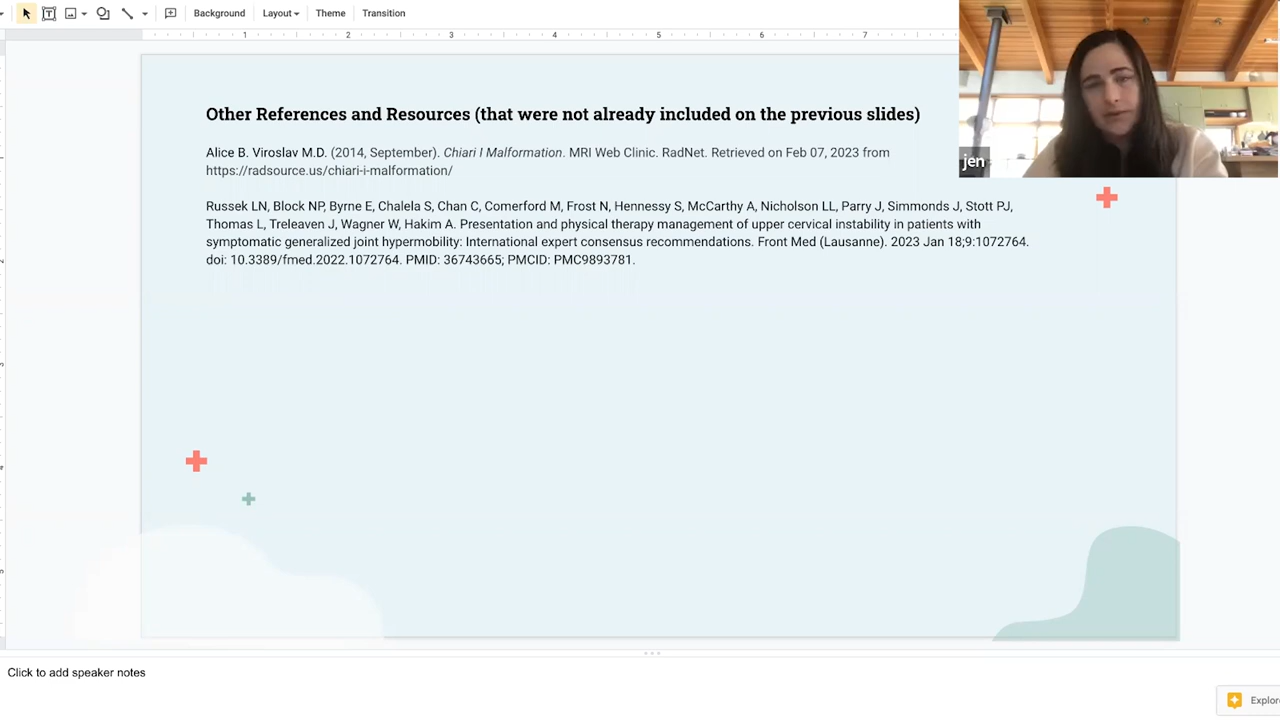 Background
Layout
Theme
Transition
1
2
3
4
5
6
7
Other References and Resources (that were not already included on the previous slides)
Alice B. Viroslav M.D. (2014, September). Chiari I Malformation. MRI Web Clinic. RadNet. Retrieved on Feb 07, 2023 from
https://radsource.us/chiari-i-malformation/
Russek LN, Block NP, Byrne E, Chalela S, Chan C, Comerford M, Frost N, Hennessy S, McCarthy A, Nicholson LL, Parry J, Simmonds J, Stott PJ,
Thomas L, Treleaven J, Wagner W, Hakim A. Presentation and physical therapy management of upper cervical instability in patients with
symptomatic generalized joint hypermobility: International expert consensus recommendations. Front Med (Lausanne). 2023 Jan 18;9:1072764.
doi: 10.3389/fmed.2022.1072764. PMID: 36743665; PMCID: PMC9893781.
jen
Click to add speaker notes
Explor